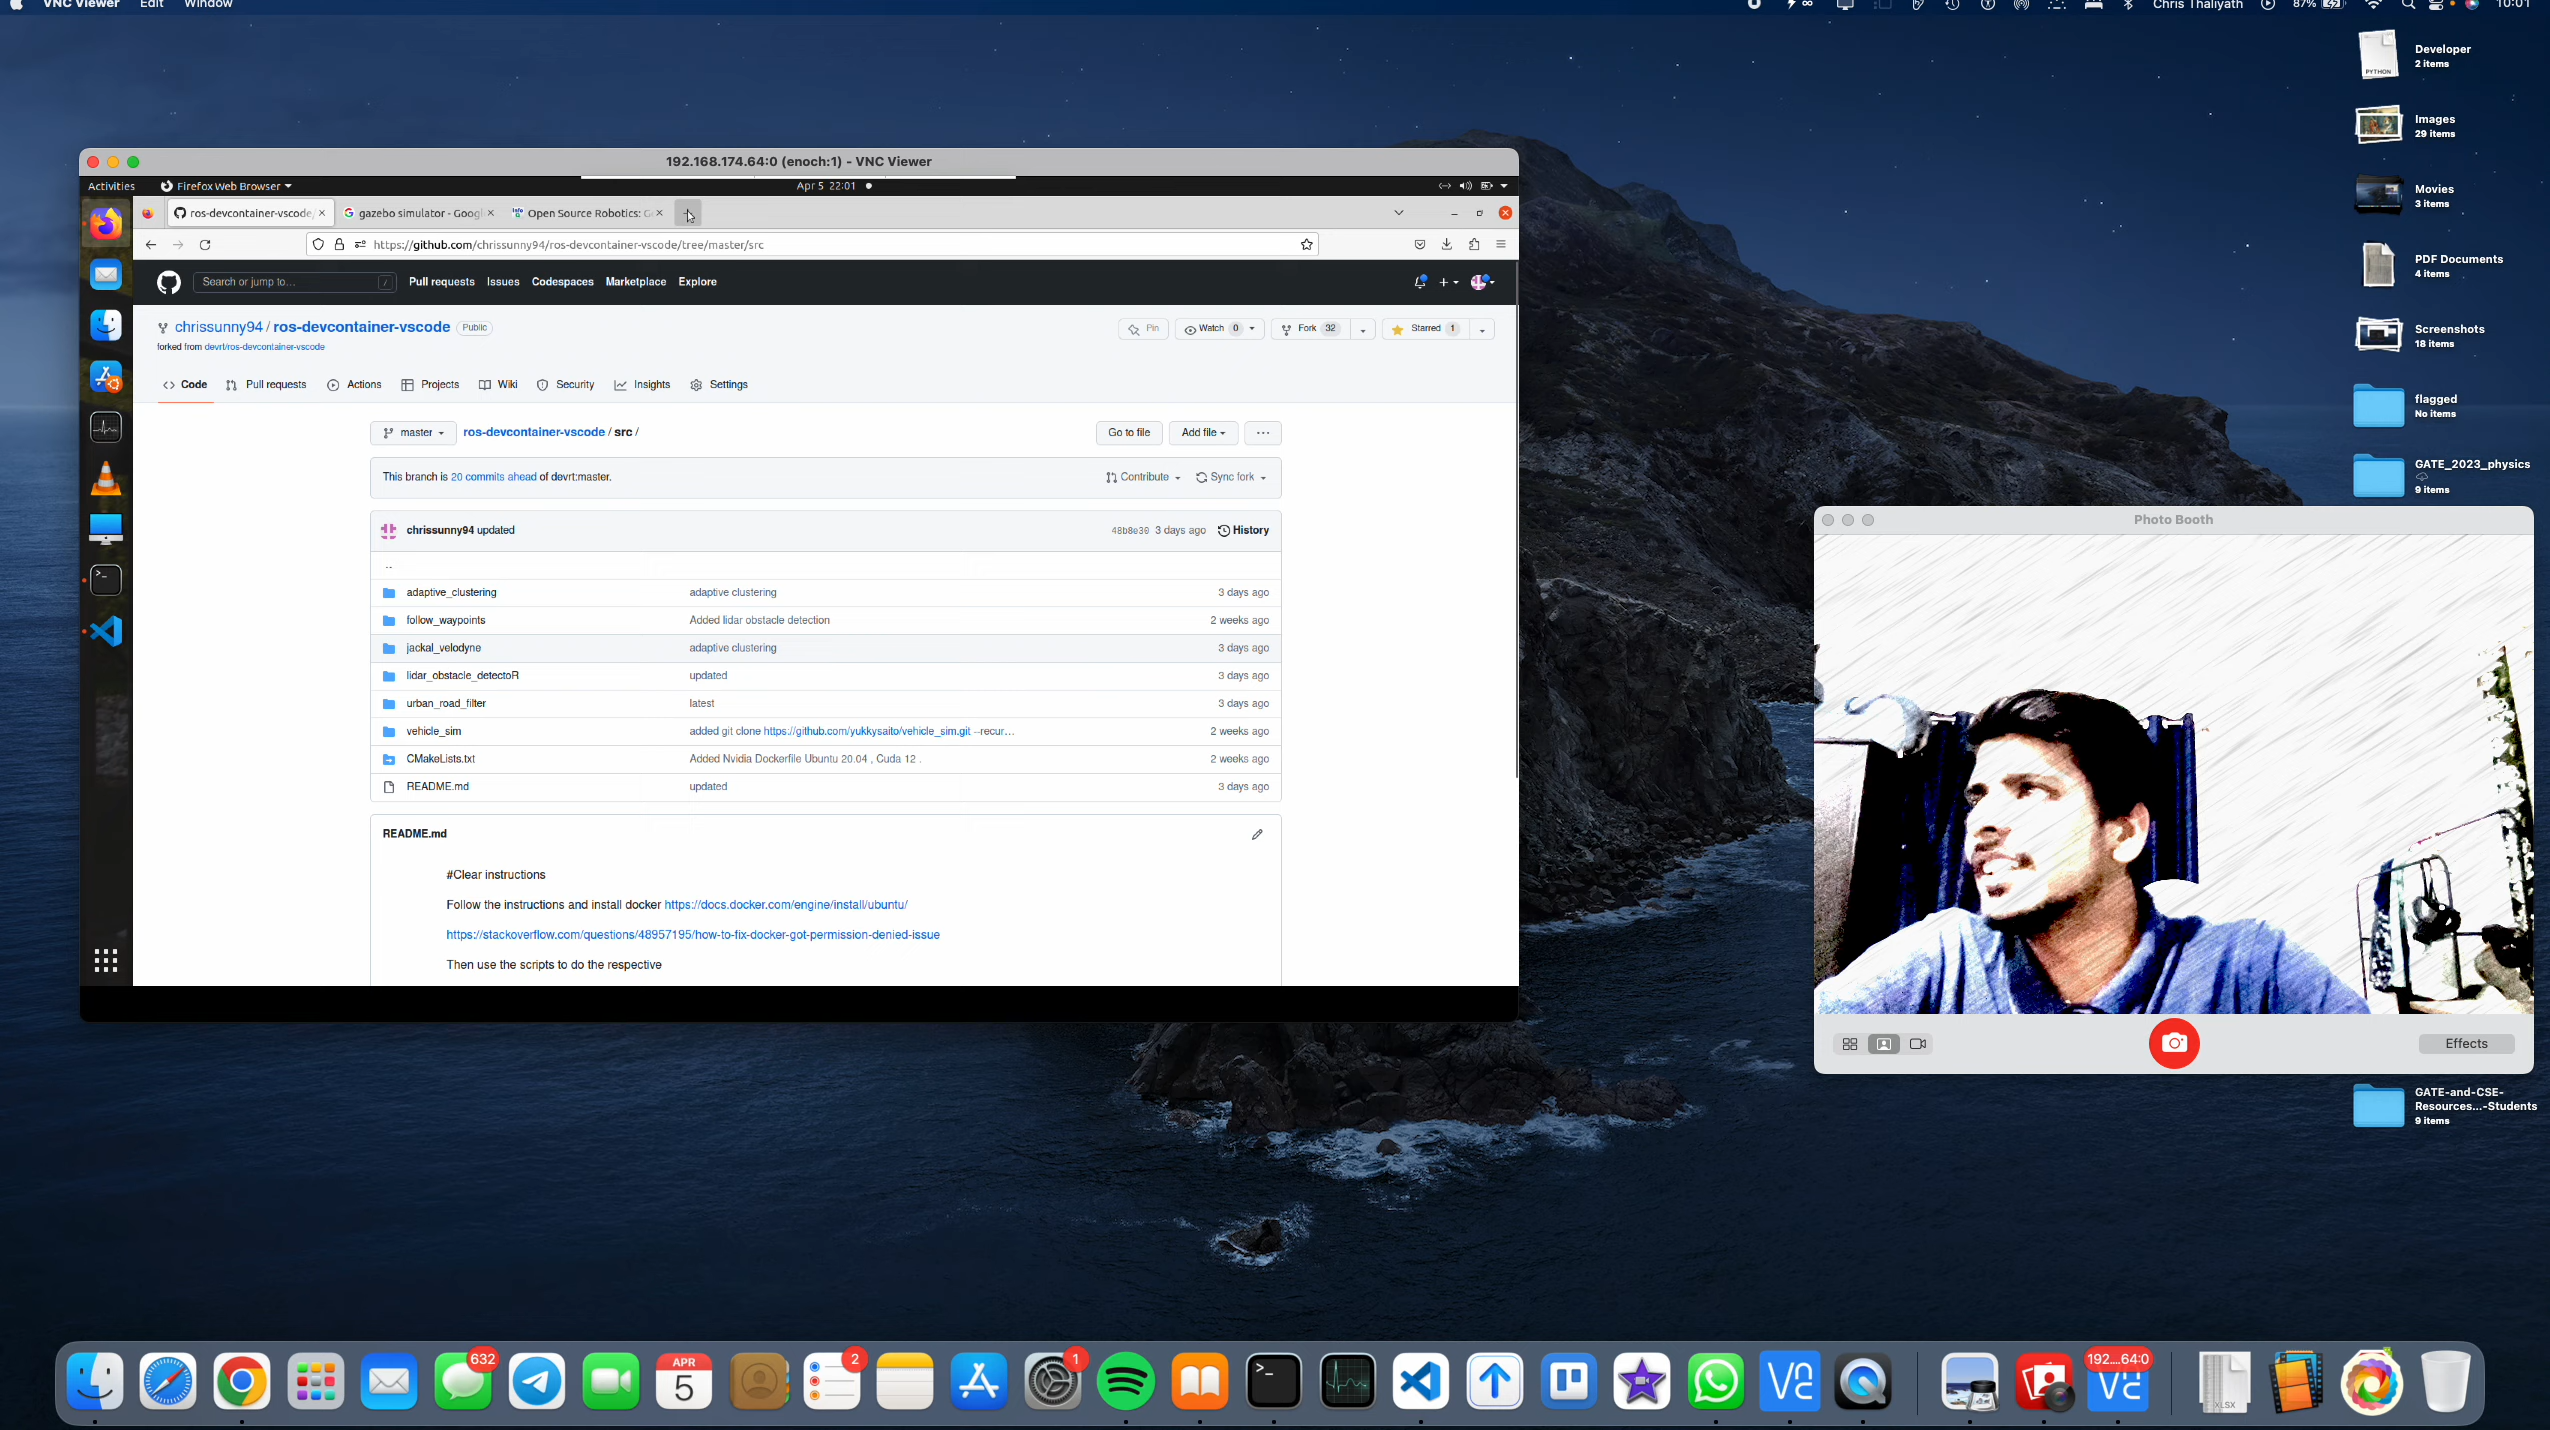 VNC Viewer Edit Window
Chris Thaliyath 87% 10:01
Developer
2 items
PYTHON
Images
29 items
Movies
3 items
PDF Documents
4 items
Screenshots
18 items
flagged
No items
GATE_2023_physics
9 items
192.168.174.64:0 (enoch:1) - VNC Viewer
Activities Firefox Web Browser Apr 5 22:01
ros-devcontainer-vscode/ gazebo simulator - Googl Open Source Robotics: G
https://github.com/chrissunny94/ros-devcontainer-vscode/tree/master/src
Search or jump to... / Pull requests Issues Codespaces Marketplace Explore
chrissunny94 / ros-devcontainer-vscode Public
Pin Watch 0 Fork 32 Starred 1
forked from devrt/ros-devcontainer-vscode
Code Pull requests Actions Projects Wiki Security Insights Settings
master ros-devcontainer-vscode / src / Go to file Add file ...
This branch is 20 commits ahead of devrt:master. Contribute Sync fork
chrissunny94 updated 48b8e30 3 days ago History
..
adaptive_clustering adaptive clustering 3 days ago
follow_waypoints Added lidar obstacle detection 2 weeks ago
jackal_velodyne adaptive clustering 3 days ago
lidar_obstacle_detectoR updated 3 days ago
urban_road_filter latest 3 days ago
vehicle_sim added git clone https://github.com/yukkysaito/vehicle_sim.git --recur... 2 weeks ago
CMakeLists.txt Added Nvidia Dockerfile Ubuntu 20.04 , Cuda 12 . 2 weeks ago
README.md updated 3 days ago
README.md
#Clear instructions
Follow the instructions and install docker https://docs.docker.com/engine/install/ubuntu/
https://stackoverflow.com/questions/48957195/how-to-fix-docker-got-permission-denied-issue
Then use the scripts to do the respective
Photo Booth
Effects
GATE-and-CSE-
Resources...-Students
9 items
632
APR
5
2
1
192....64:0
XLSX